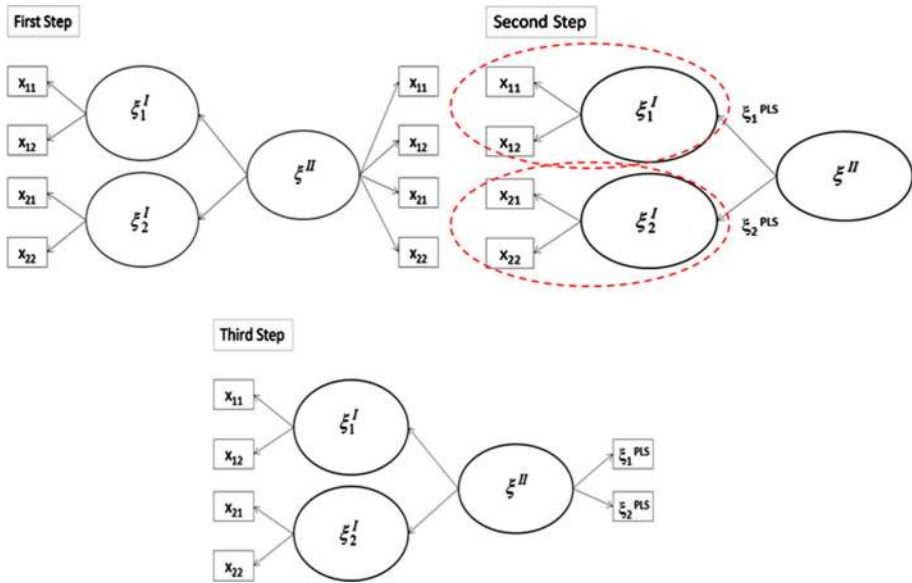 First Step
x₁₁
x₁₂
x₂₁
x₂₂
ξ₁ᴵ
ξ₂ᴵ
ξᴵᴵ
x₁₁
x₁₂
x₂₁
x₂₂
Second Step
x₁₁
x₁₂
x₂₁
x₂₂
ξ₁ᴵ
ξ₂ᴵ
ξ₁ᴾᴸˢ
ξ₂ᴾᴸˢ
ξᴵᴵ
Third Step
x₁₁
x₁₂
x₂₁
x₂₂
ξ₁ᴵ
ξ₂ᴵ
ξᴵᴵ
ξ₁ᴾᴸˢ
ξ₂ᴾᴸˢ